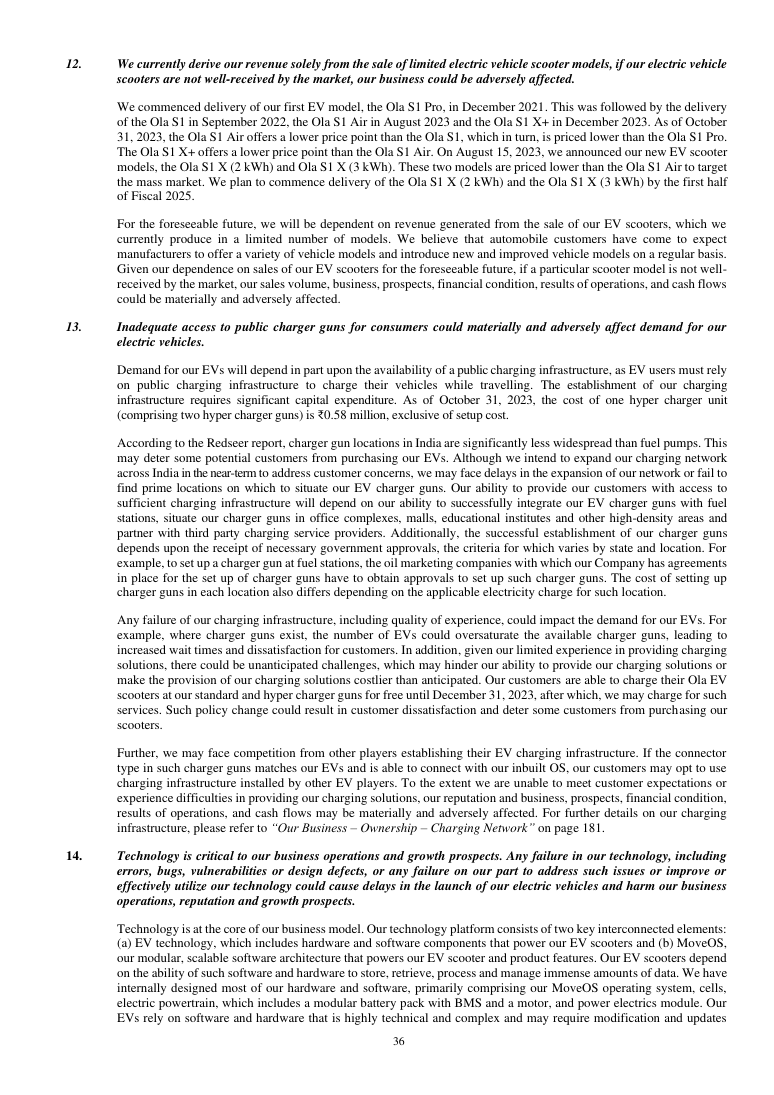 12. We currently derive our revenue solely from the sale of limited electric vehicle scooter models, if our electric vehicle
scooters are not well-received by the market, our business could be adversely affected.
We commenced delivery of our first EV model, the Ola S1 Pro, in December 2021. This was followed by the delivery
of the Ola S1 in September 2022, the Ola S1 Air in August 2023 and the Ola S1 X+ in December 2023. As of October
31, 2023, the Ola S1 Air offers a lower price point than the Ola S1, which in turn, is priced lower than the Ola S1 Pro.
The Ola S1 X+ offers a lower price point than the Ola S1 Air. On August 15, 2023, we announced our new EV scooter
models, the Ola S1 X (2 kWh) and Ola S1 X (3 kWh). These two models are priced lower than the Ola S1 Air to target
the mass market. We plan to commence delivery of the Ola S1 X (2 kWh) and the Ola S1 X (3 kWh) by the first half
of Fiscal 2025.
For the foreseeable future, we will be dependent on revenue generated from the sale of our EV scooters, which we
currently produce in a limited number of models. We believe that automobile customers have come to expect
manufacturers to offer a variety of vehicle models and introduce new and improved vehicle models on a regular basis.
Given our dependence on sales of our EV scooters for the foreseeable future, if a particular scooter model is not well-
received by the market, our sales volume, business, prospects, financial condition, results of operations, and cash flows
could be materially and adversely affected.
13. Inadequate access to public charger guns for consumers could materially and adversely affect demand for our
electric vehicles.
Demand for our EVs will depend in part upon the availability of a public charging infrastructure, as EV users must rely
on public charging infrastructure to charge their vehicles while travelling. The establishment of our charging
infrastructure requires significant capital expenditure. As of October 31, 2023, the cost of one hyper charger unit
(comprising two hyper charger guns) is ₹0.58 million, exclusive of setup cost.
According to the Redseer report, charger gun locations in India are significantly less widespread than fuel pumps. This
may deter some potential customers from purchasing our EVs. Although we intend to expand our charging network
across India in the near-term to address customer concerns, we may face delays in the expansion of our network or fail to
find prime locations on which to situate our EV charger guns. Our ability to provide our customers with access to
sufficient charging infrastructure will depend on our ability to successfully integrate our EV charger guns with fuel
stations, situate our charger guns in office complexes, malls, educational institutes and other high-density areas and
partner with third party charging service providers. Additionally, the successful establishment of our charger guns
depends upon the receipt of necessary government approvals, the criteria for which varies by state and location. For
example, to set up a charger gun at fuel stations, the oil marketing companies with which our Company has agreements
in place for the set up of charger guns have to obtain approvals to set up such charger guns. The cost of setting up
charger guns in each location also differs depending on the applicable electricity charge for such location.
Any failure of our charging infrastructure, including quality of experience, could impact the demand for our EVs. For
example, where charger guns exist, the number of EVs could oversaturate the available charger guns, leading to
increased wait times and dissatisfaction for customers. In addition, given our limited experience in providing charging
solutions, there could be unanticipated challenges, which may hinder our ability to provide our charging solutions or
make the provision of our charging solutions costlier than anticipated. Our customers are able to charge their Ola EV
scooters at our standard and hyper charger guns for free until December 31, 2023, after which, we may charge for such
services. Such policy change could result in customer dissatisfaction and deter some customers from purchasing our
scooters.
Further, we may face competition from other players establishing their EV charging infrastructure. If the connector
type in such charger guns matches our EVs and is able to connect with our inbuilt OS, our customers may opt to use
charging infrastructure installed by other EV players. To the extent we are unable to meet customer expectations or
experience difficulties in providing our charging solutions, our reputation and business, prospects, financial condition,
results of operations, and cash flows may be materially and adversely affected. For further details on our charging
infrastructure, please refer to “Our Business – Ownership – Charging Network” on page 181.
14. Technology is critical to our business operations and growth prospects. Any failure in our technology, including
errors, bugs, vulnerabilities or design defects, or any failure on our part to address such issues or improve or
effectively utilize our technology could cause delays in the launch of our electric vehicles and harm our business
operations, reputation and growth prospects.
Technology is at the core of our business model. Our technology platform consists of two key interconnected elements:
(a) EV technology, which includes hardware and software components that power our EV scooters and (b) MoveOS,
our modular, scalable software architecture that powers our EV scooter and product features. Our EV scooters depend
on the ability of such software and hardware to store, retrieve, process and manage immense amounts of data. We have
internally designed most of our hardware and software, primarily comprising our MoveOS operating system, cells,
electric powertrain, which includes a modular battery pack with BMS and a motor, and power electrics module. Our
EVs rely on software and hardware that is highly technical and complex and may require modification and updates
36